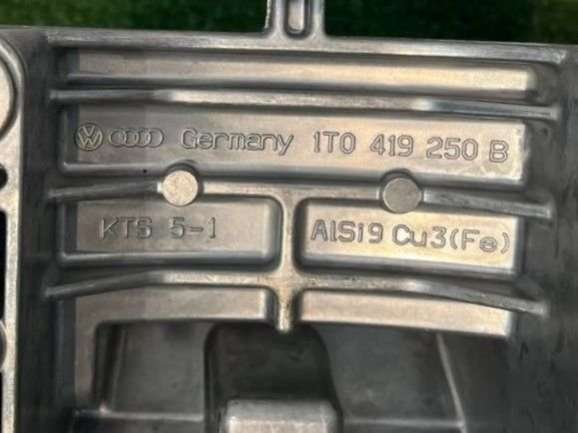 Germany 1T0 419 250 B
KTS 5-1
AlSi9 Cu3(Fe)